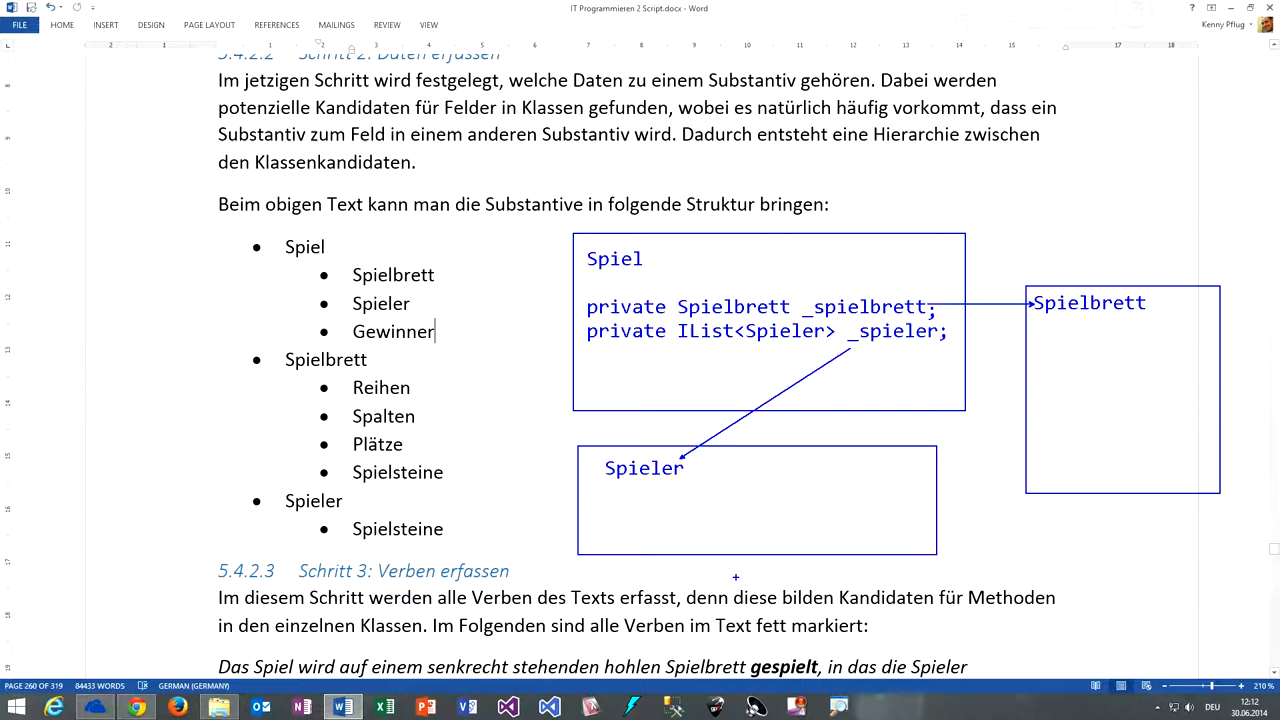 IT Programmieren 2 Script.docx - Word
FILE HOME INSERT DESIGN PAGE LAYOUT REFERENCES MAILINGS REVIEW VIEW
Kenny Pflug
5.4.2.2 Schritt 2: Daten erfassen
Im jetzigen Schritt wird festgelegt, welche Daten zu einem Substantiv gehören. Dabei werden
potenzielle Kandidaten für Felder in Klassen gefunden, wobei es natürlich häufig vorkommt, dass ein
Substantiv zum Feld in einem anderen Substantiv wird. Dadurch entsteht eine Hierarchie zwischen
den Klassenkandidaten.
Beim obigen Text kann man die Substantive in folgende Struktur bringen:
• Spiel
• Spielbrett
• Spieler
• Gewinner
• Spielbrett
• Reihen
• Spalten
• Plätze
• Spielsteine
• Spieler
• Spielsteine
Spiel
private Spielbrett _spielbrett;
private IList<Spieler> _spieler;
Spielbrett
Spieler
5.4.2.3 Schritt 3: Verben erfassen
Im diesem Schritt werden alle Verben des Texts erfasst, denn diese bilden Kandidaten für Methoden
in den einzelnen Klassen. Im Folgenden sind alle Verben im Text fett markiert:
Das Spiel wird auf einem senkrecht stehenden hohlen Spielbrett gespielt, in das die Spieler
PAGE 260 OF 319 84433 WORDS GERMAN (GERMANY) 210 %
DEU 12:12
30.06.2014